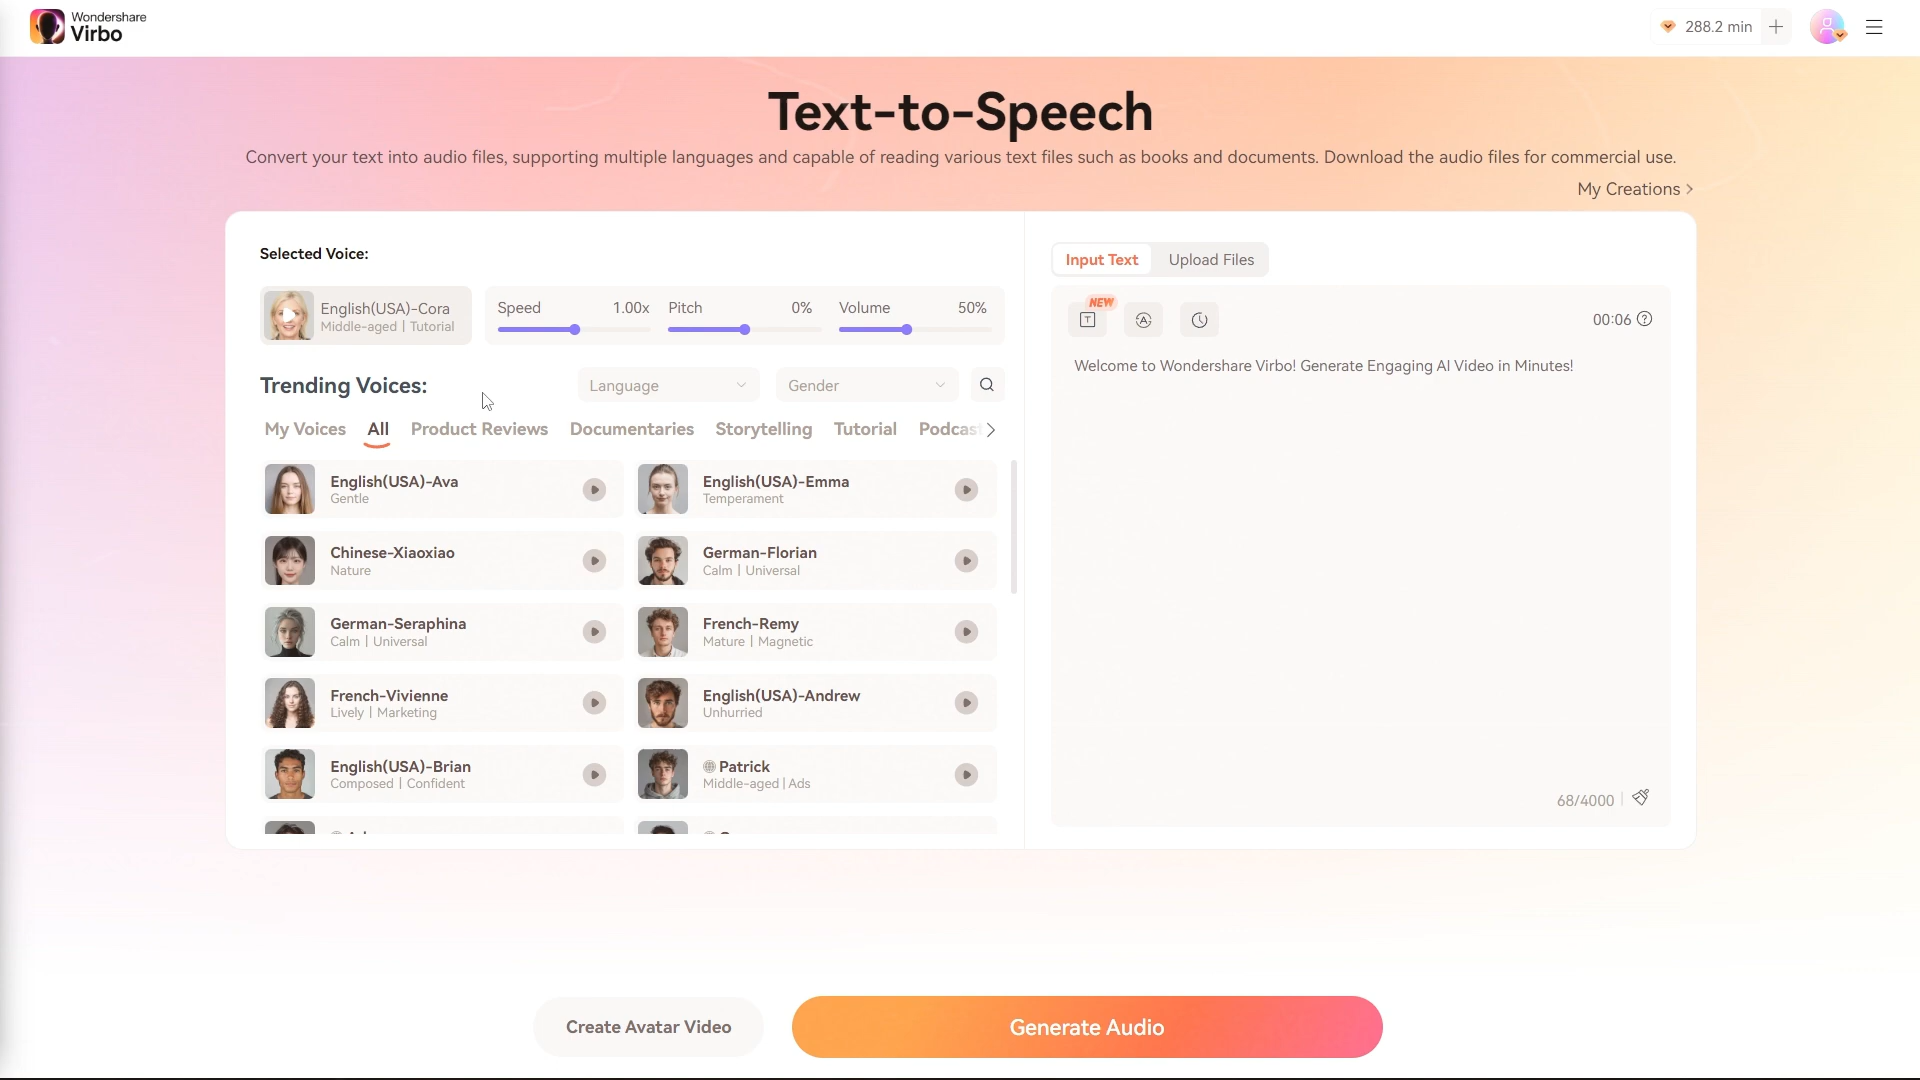 Wondershare
Virbo
288.2 min
Text-to-Speech
Convert your text into audio files, supporting multiple languages and capable of reading various text files such as books and documents. Download the audio files for commercial use.
My Creations
Selected Voice:
English(USA)-Cora
Middle-aged | Tutorial
Speed 1.00x Pitch 0% Volume 50%
Trending Voices:
Language
Gender
My Voices All Product Reviews Documentaries Storytelling Tutorial Podcas
English(USA)-Ava
Gentle
English(USA)-Emma
Temperament
Chinese-Xiaoxiao
Nature
German-Florian
Calm | Universal
German-Seraphina
Calm | Universal
French-Remy
Mature | Magnetic
French-Vivienne
Lively | Marketing
English(USA)-Andrew
Unhurried
English(USA)-Brian
Composed | Confident
Patrick
Middle-aged | Ads
Input Text Upload Files
NEW
00:06
Welcome to Wondershare Virbo! Generate Engaging AI Video in Minutes!
68/4000
Create Avatar Video
Generate Audio